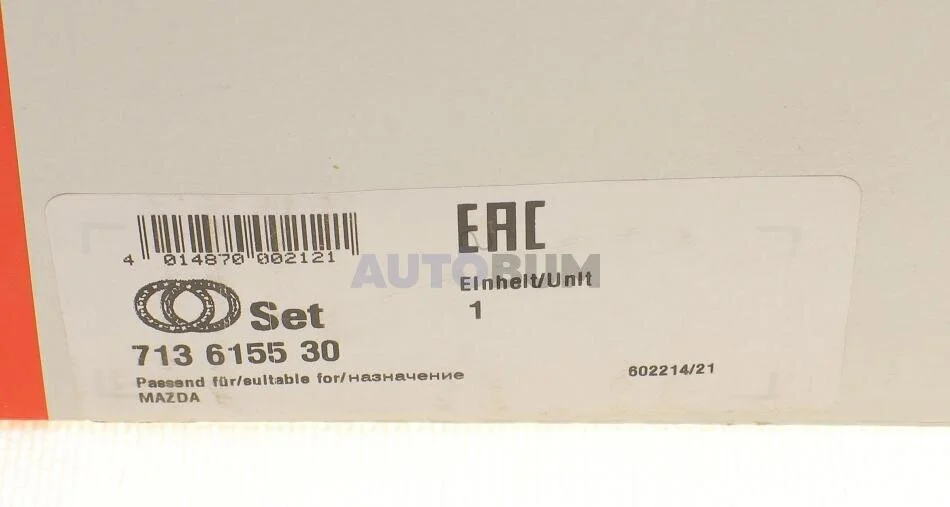 4 014870 002121
EAC
AUTOBUM
Einheit/Unit
1
Set
713 6155 30
Passend für/suitable for/назначение
MAZDA
602214/21